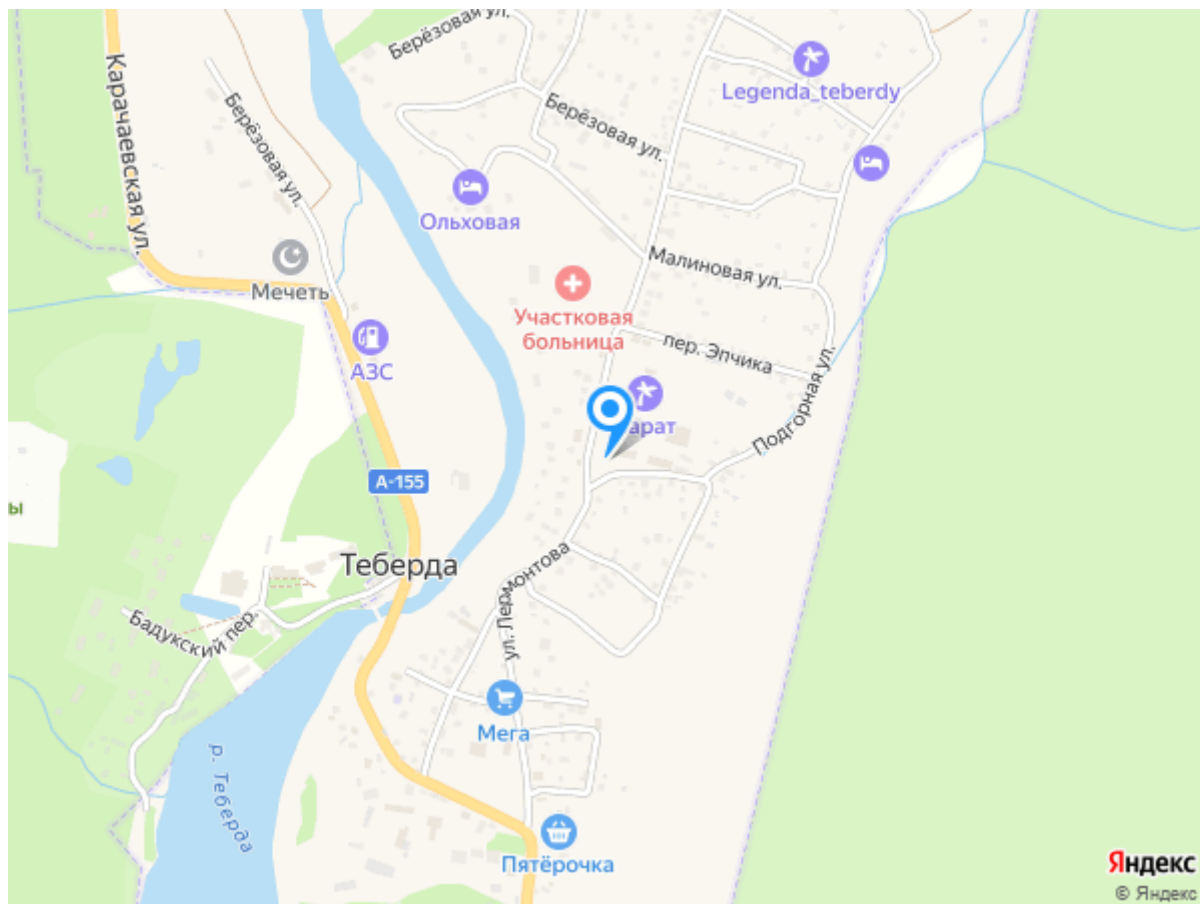 Берёзовая ул.
Карачаевская ул.
Legenda_teberdy
Берёзовая ул.
Берёзовая ул.
Ольховая
Малиновая ул.
Мечеть
Участковая
больница
пер. Эпчика
АЗС
Подгорная ул.
арат
А-155
ы
Теберда
ул. Лермонтова
Бадукский пер.
Мега
р. Теберда
Пятёрочка
Яндекс
© Яндекс